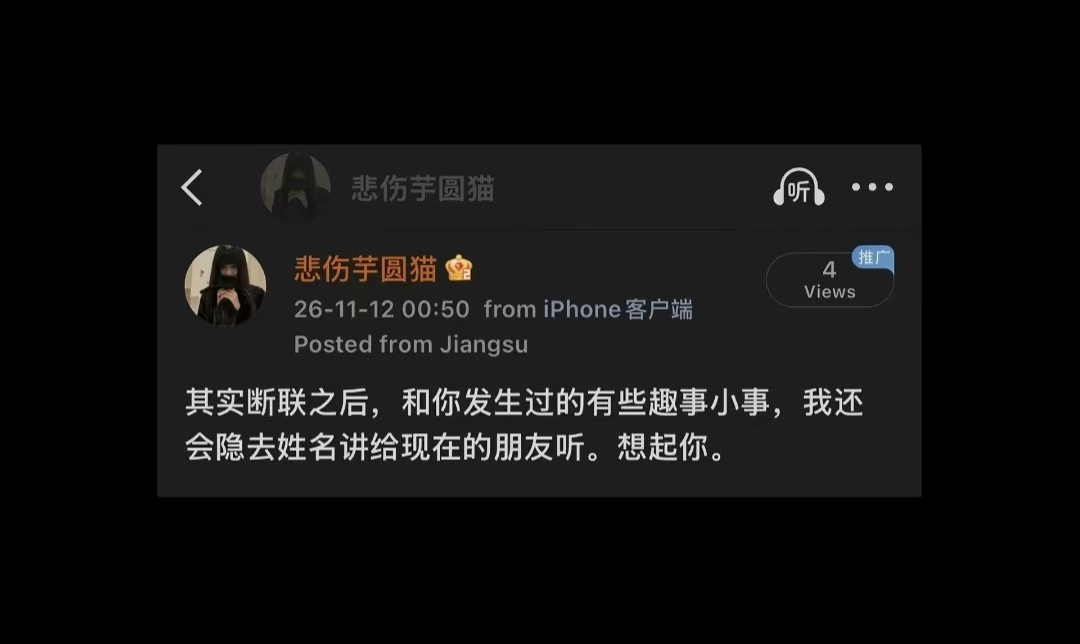 悲伤芋圆猫
听
悲伤芋圆猫
2
推广
4
Views
26-11-12 00:50 from iPhone客户端
Posted from Jiangsu
其实断联之后，和你发生过的有些趣事小事，我还
会隐去姓名讲给现在的朋友听。想起你。